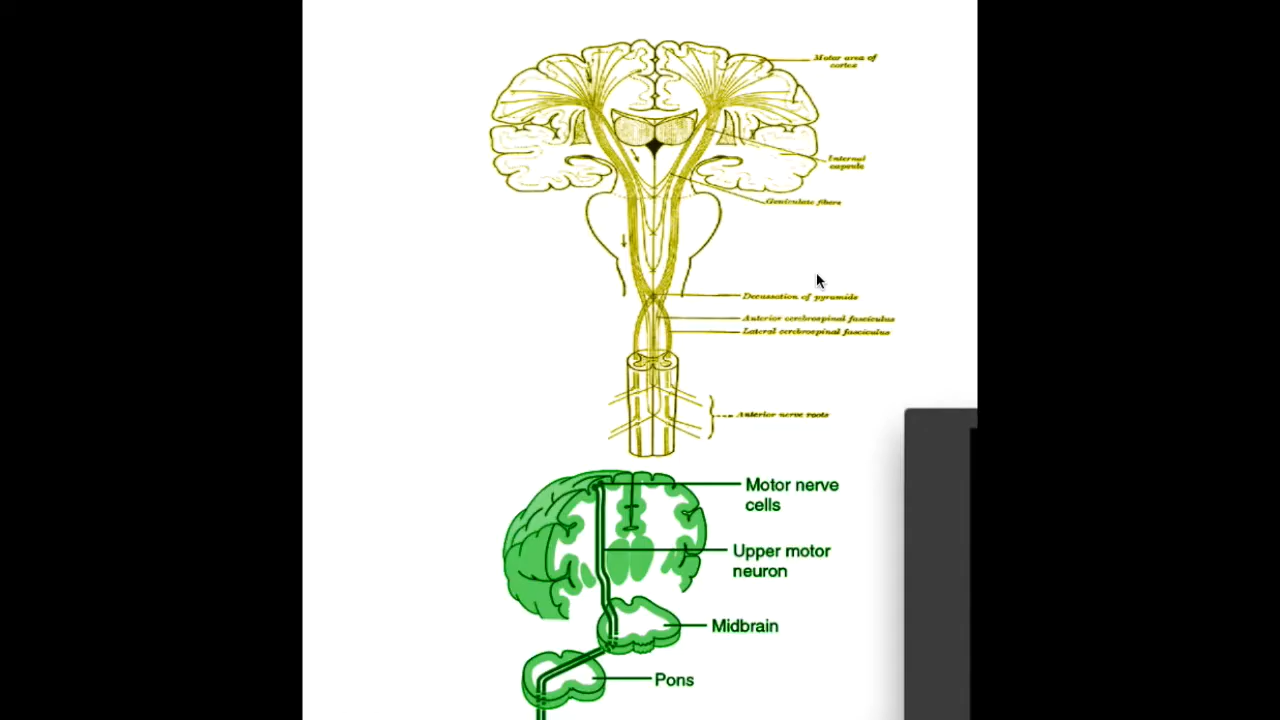 Motor area of
cortex
Internal
capsule
Geniculate fibers
Decussation of pyramids
Anterior cerebrospinal fasciculus
Lateral cerebrospinal fasciculus
Anterior nerve roots
Motor nerve
cells
Upper motor
neuron
Midbrain
Pons